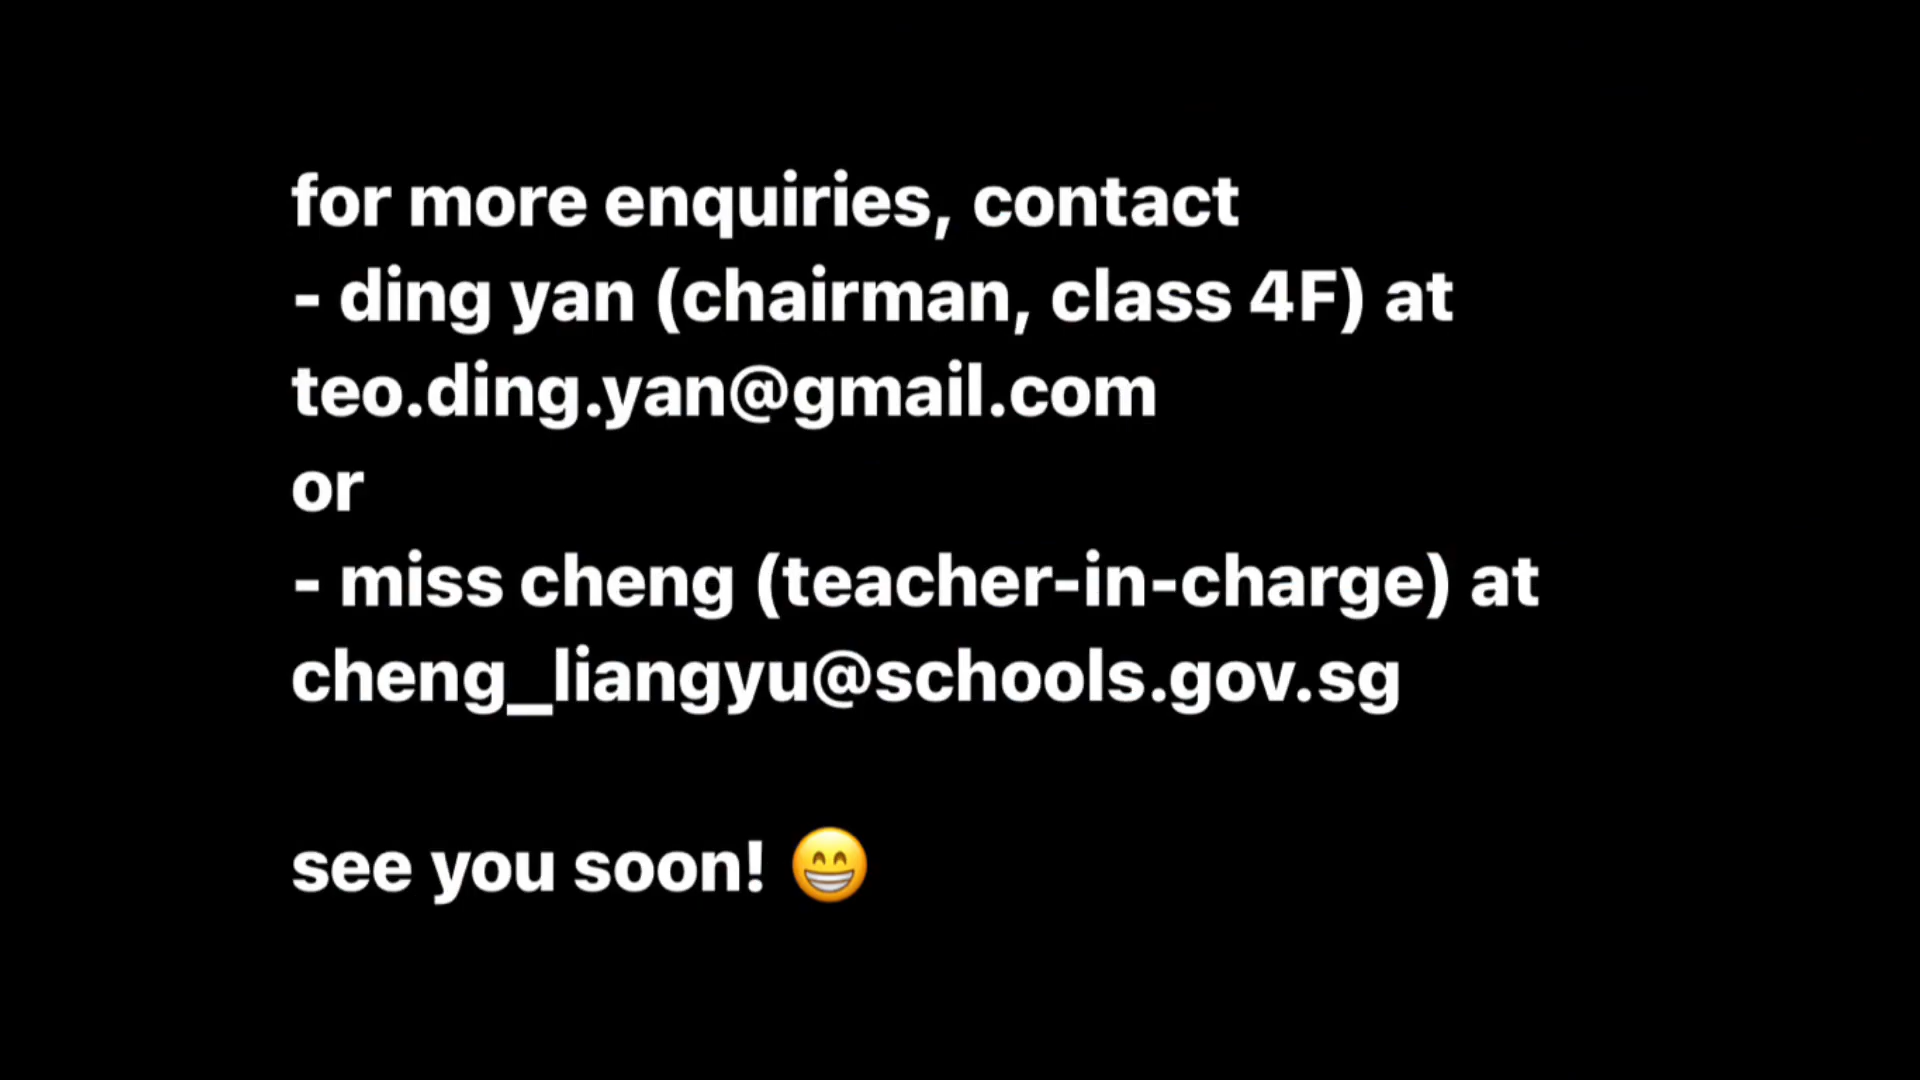 for more enquiries, contact
- ding yan (chairman, class 4F) at
teo.ding.yan@gmail.com
or
- miss cheng (teacher-in-charge) at
cheng_liangyu@schools.gov.sg
see you soon! 😁